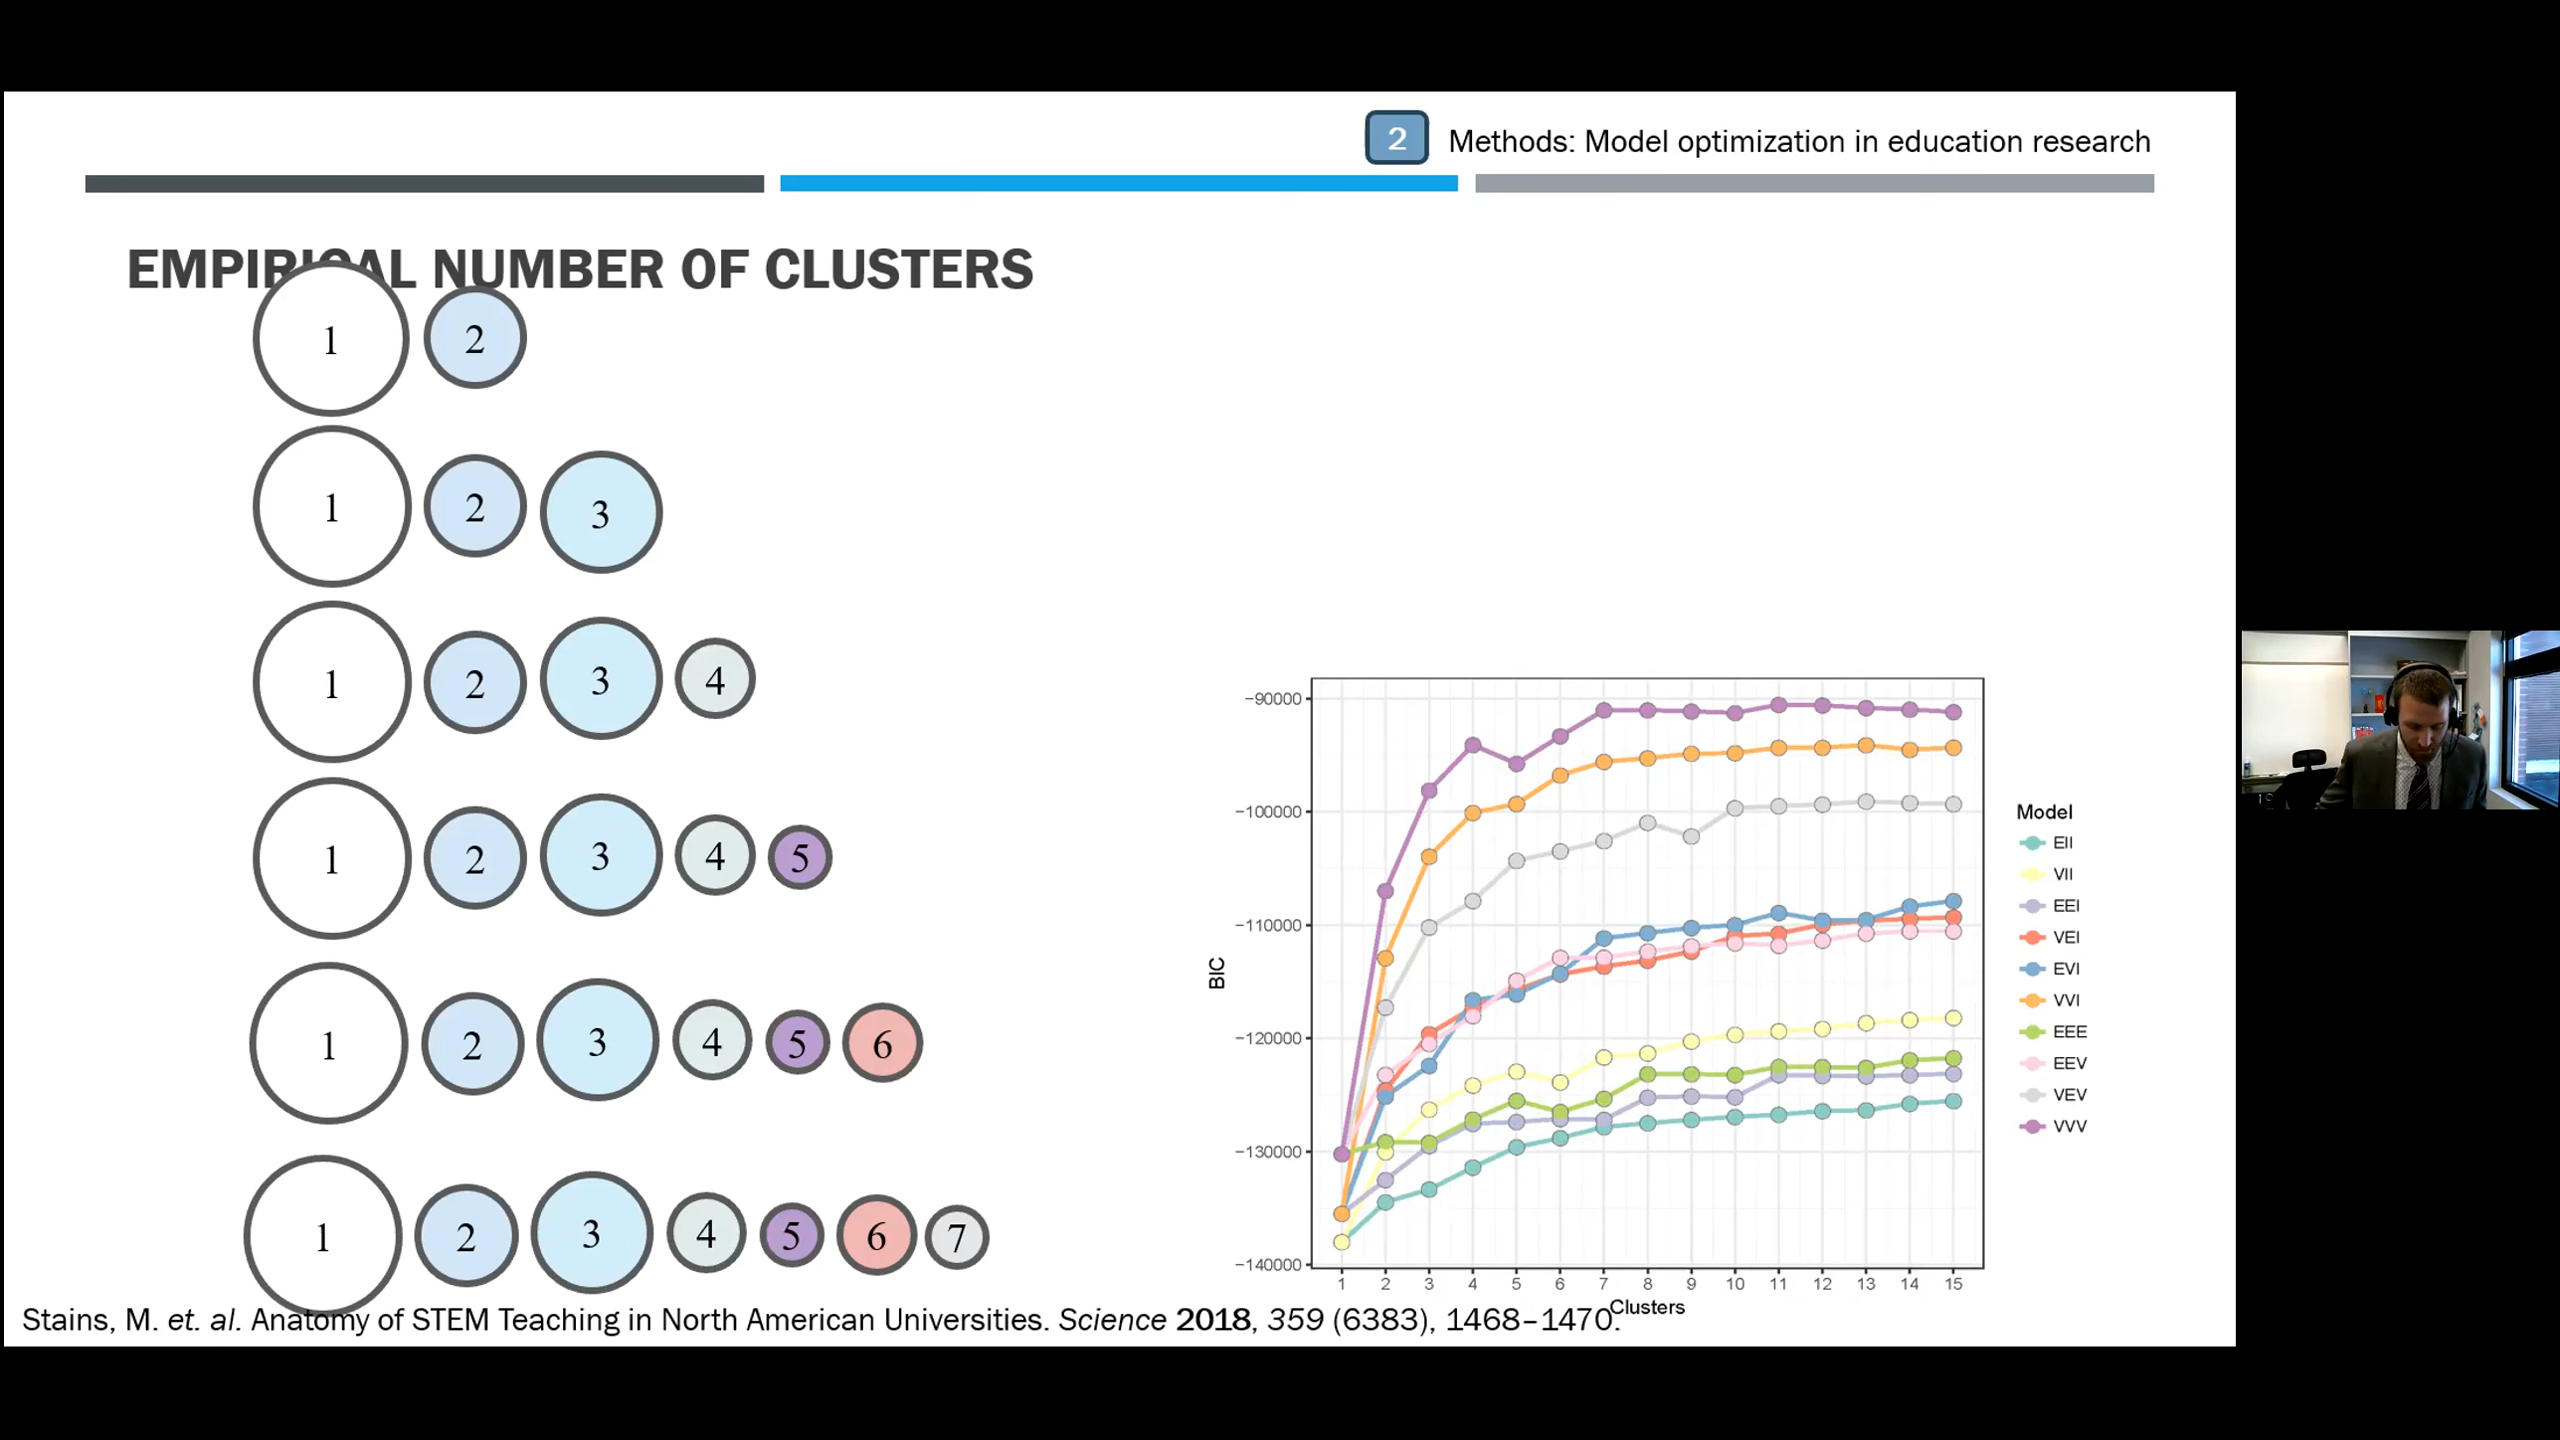 2 Methods: Model optimization in education research
EMPIRICAL NUMBER OF CLUSTERS
1 2
1 2 3
1 2 3 4
1 2 3 4 5
1 2 3 4 5 6
1 2 3 4 5 6 7
−90000
−100000
−110000
−120000
−130000
−140000
BIC
1 2 3 4 5 6 7 8 9 10 11 12 13 14 15
Clusters
Model
EII
VII
EEI
VEI
EVI
VVI
EEE
EEV
VEV
VVV
Stains, M. et. al. Anatomy of STEM Teaching in North American Universities. Science 2018, 359 (6383), 1468–1470.